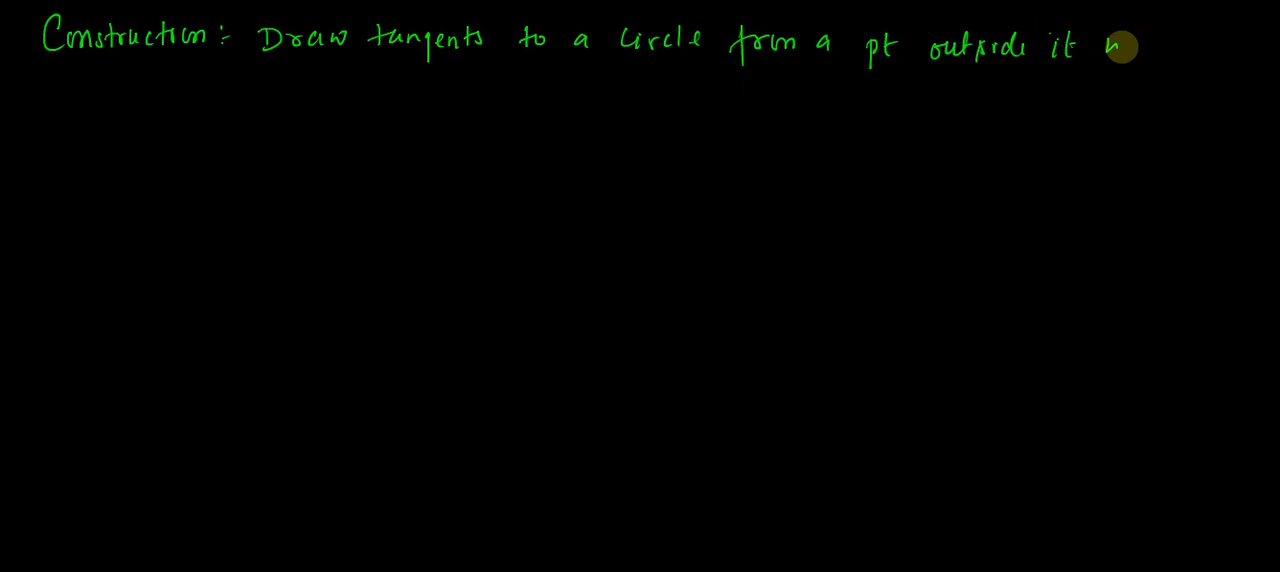 Construction :- Draw tangents to a circle from a pt outside it